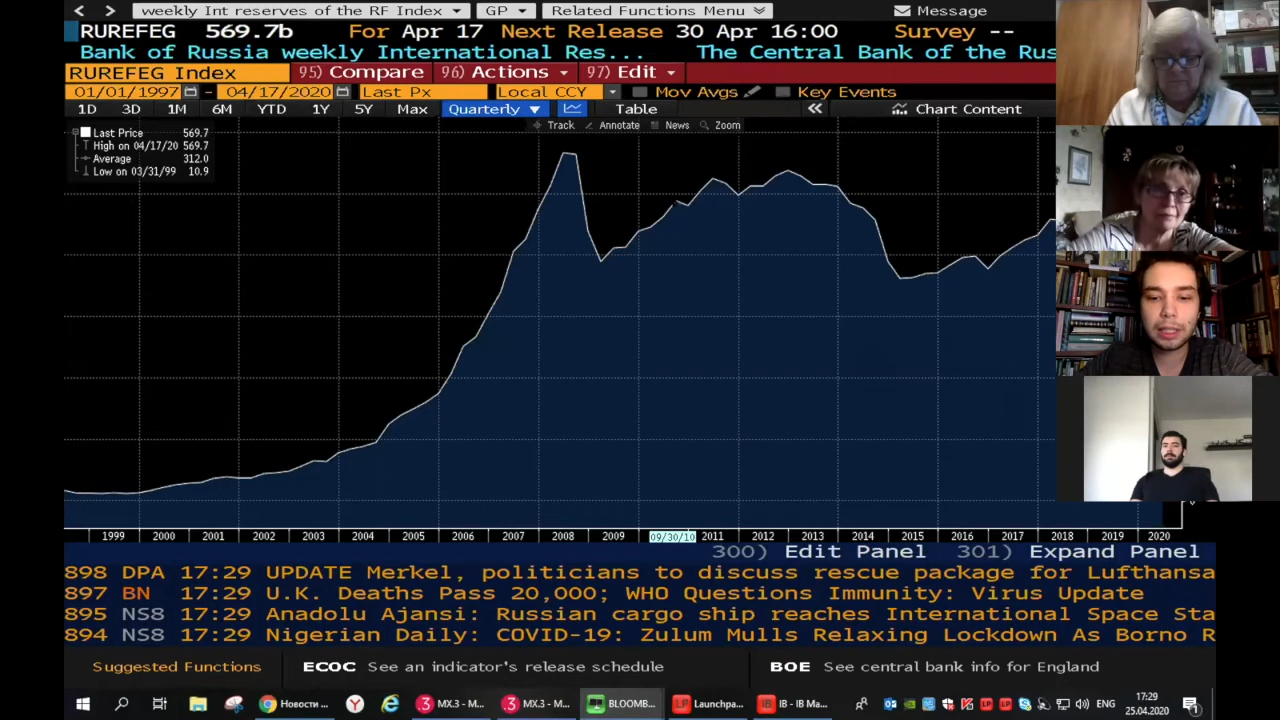 weekly Int reserves of the RF Index GP Related Functions Menu Message
RUREFEG 569.7b For Apr 17 Next Release 30 Apr 16:00 Survey --
Bank of Russia weekly International Res... The Central Bank of the Rus
RUREFEG Index 95) Compare 96) Actions 97) Edit
01/01/1997 - 04/17/2020 Last Px Local CCY Mov Avgs Key Events
1D 3D 1M 6M YTD 1Y 5Y Max Quarterly Table Chart Content
Track Annotate News Zoom
Last Price 569.7
High on 04/17/20 569.7
Average 312.0
Low on 03/31/99 10.9
1999 2000 2001 2002 2003 2004 2005 2006 2007 2008 2009 09/30/10 2011 2012 2013 2014 2015 2016 2017 2018 2019 2020
300) Edit Panel 301) Expand Panel
898 DPA 17:29 UPDATE Merkel, politicians to discuss rescue package for Lufthansa
897 BN 17:29 U.K. Deaths Pass 20,000; WHO Questions Immunity: Virus Update
895 NS8 17:29 Anadolu Ajansi: Russian cargo ship reaches International Space Sta
894 NS8 17:29 Nigerian Daily: COVID-19: Zulum Mulls Relaxing Lockdown As Borno R
Suggested Functions ECOC See an indicator's release schedule BOE See central bank info for England
Новости ... MX.3 - M... MX.3 - M... BLOOMB... Launchpa... IB - IB Ma... ENG
17:29
25.04.2020